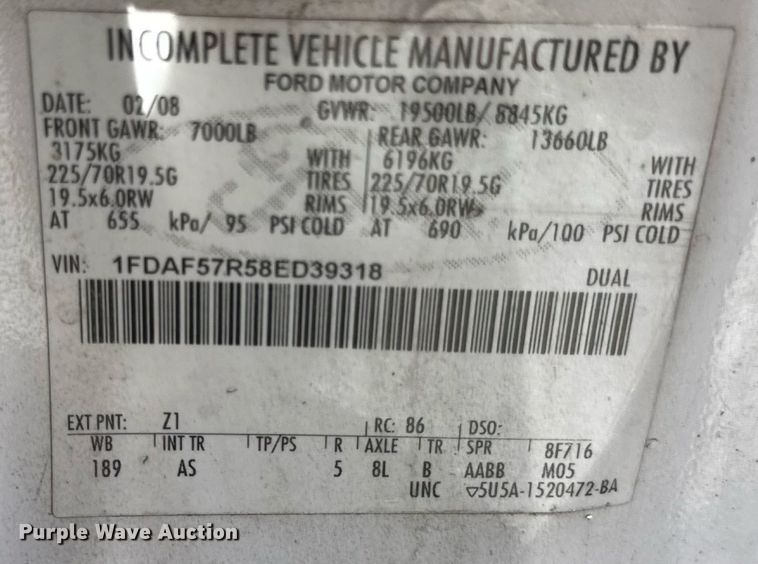 INCOMPLETE VEHICLE MANUFACTURED BY
FORD MOTOR COMPANY
DATE: 02/08 GVWR: 19500LB/ 8845KG
FRONT GAWR: 7000LB REAR GAWR: 13660LB
3175KG WITH 6196KG WITH
225/70R19.5G TIRES 225/70R19.5G TIRES
19.5x6.0RW RIMS 19.5x6.0RW RIMS
AT 655 kPa/ 95 PSI COLD AT 690 kPa/100 PSI COLD
VIN: 1FDAF57R58ED39318 DUAL
EXT PNT: Z1 RC: 86 DSO:
WB INT TR TP/PS R AXLE TR SPR 8F716
189 AS 5 8L B AABB M05
UNC ▽5U5A-1520472-BA
Purple Wave Auction